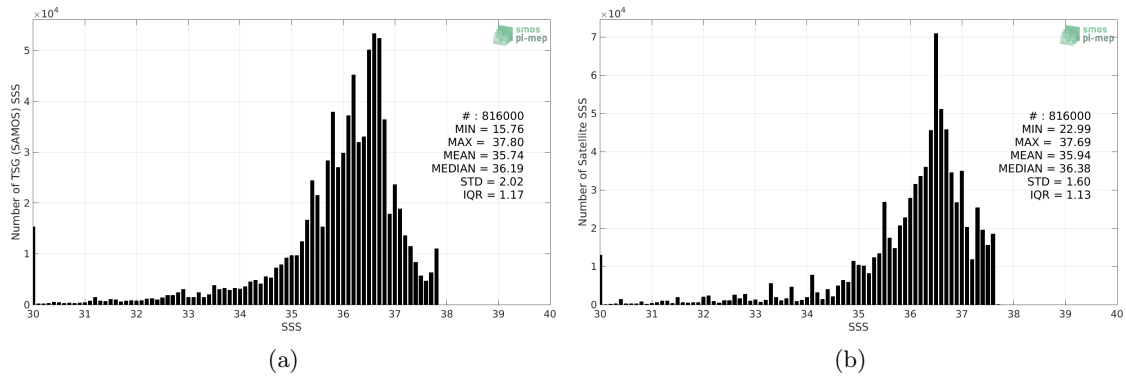 ×10⁴
smos
pi-mep
Number of TSG (SAMOS) SSS
5
4
3
2
1
0
# : 816000
MIN = 15.76
MAX = 37.80
MEAN = 35.74
MEDIAN = 36.19
STD = 2.02
IQR = 1.17
30 31 32 33 34 35 36 37 38 39 40
SSS
(a)
×10⁴
smos
pi-mep
Number of Satellite SSS
7
6
5
4
3
2
1
0
# : 816000
MIN = 22.99
MAX = 37.69
MEAN = 35.94
MEDIAN = 36.38
STD = 1.60
IQR = 1.13
30 31 32 33 34 35 36 37 38 39 40
SSS
(b)